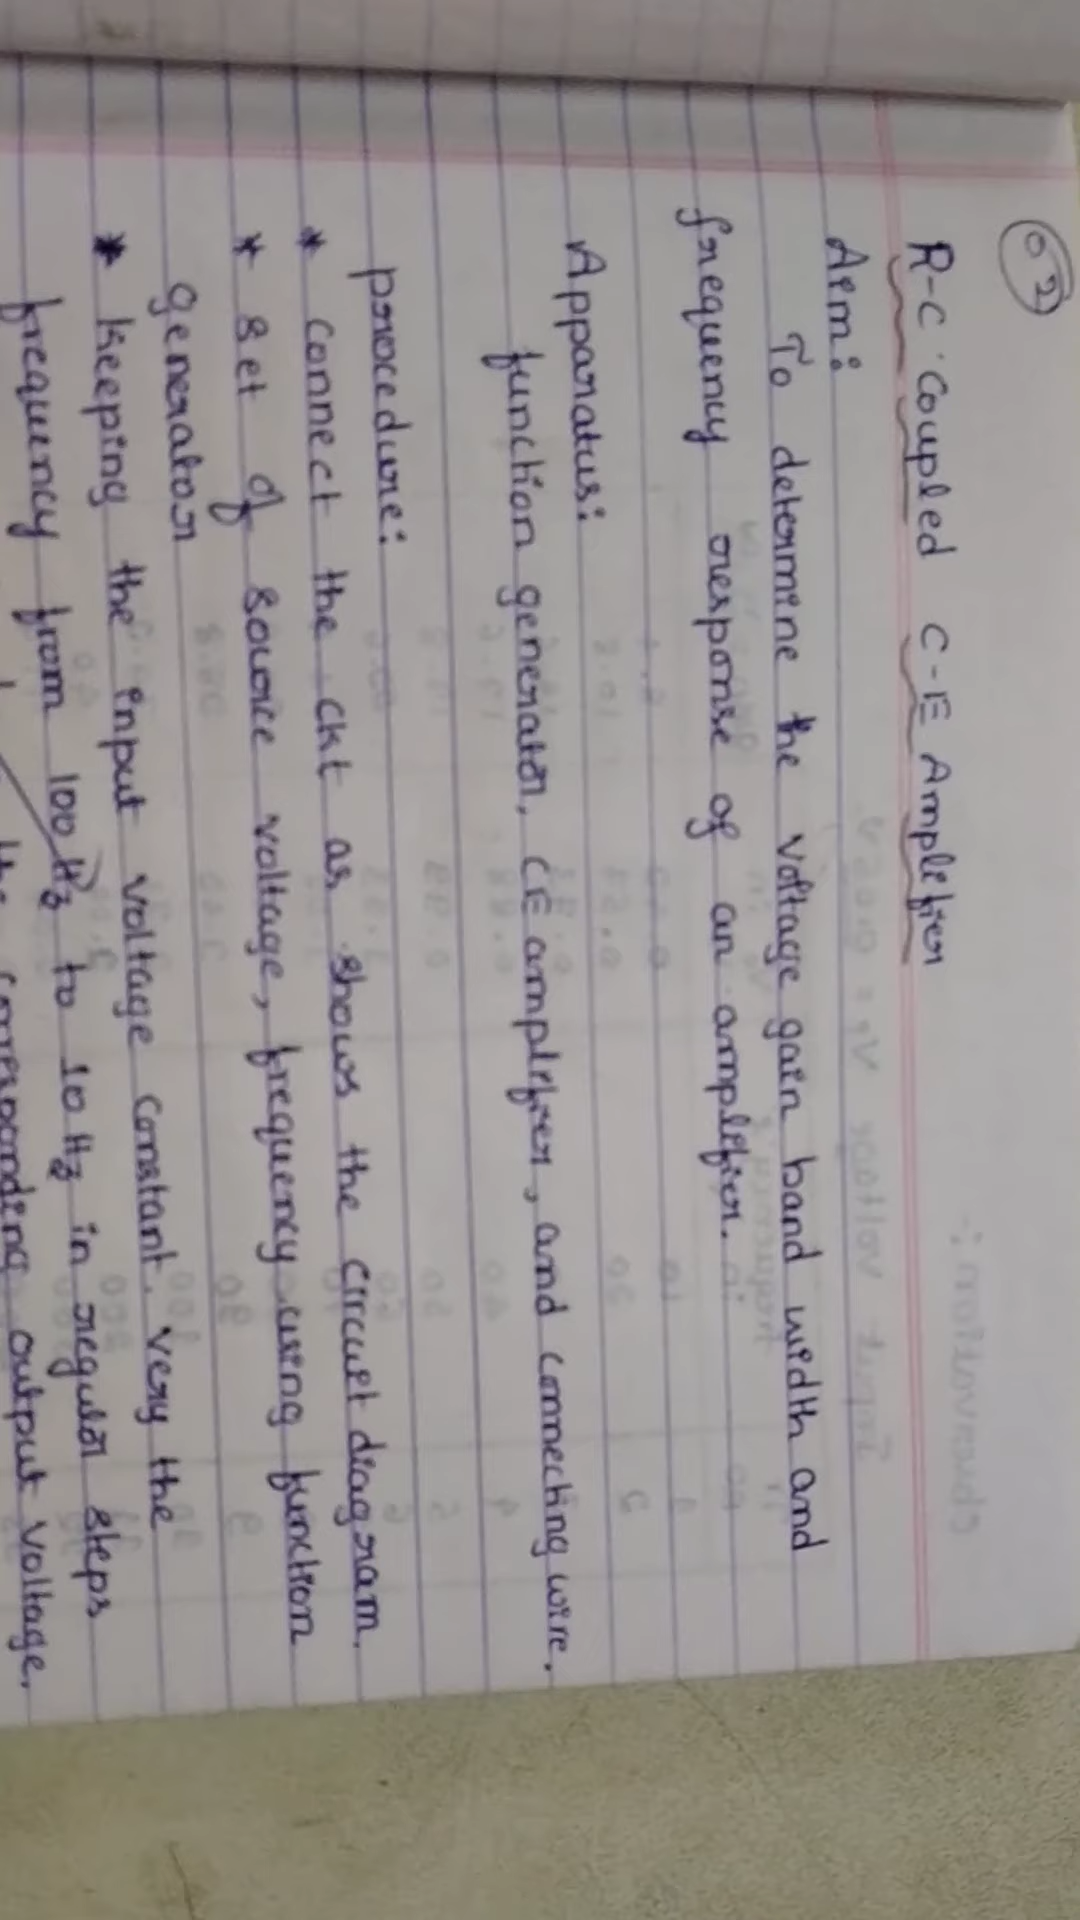 02
R-C Coupled C-E Amplifier
Aim:
To determine the voltage gain band width and
frequency response of an amplifier.
Apparatus:
function generator, CE amplifier, and connecting wire.
procedure:
* connect the ckt as shows the circuit diagram.
* set of source voltage, frequency using function
generator
* keeping the input voltage constant. very the
frequency from 100 Hz to 10 Hz in regular steps
the corresponding output voltage.